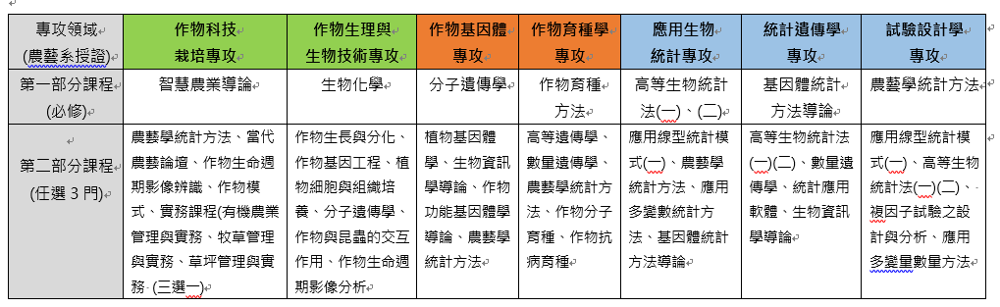 專攻領域
(農藝系授證)
作物科技
栽培專攻
作物生理與
生物技術專攻
作物基因體
專攻
作物育種學
專攻
應用生物
統計專攻
統計遺傳學
專攻
試驗設計學
專攻
第一部分課程
(必修)
智慧農業導論
生物化學
分子遺傳學
作物育種
方法
高等生物統計
法(一)、(二)
基因體統計
方法導論
農藝學統計方法
第二部分課程
(任選 3 門)
農藝學統計方法、當代
農藝論壇、作物生命週
期影像辨識、作物模
式、實務課程(有機農業
管理與實務、牧草管理
與實務、草坪管理與實
務 (三選一)
作物生長與分化、
作物基因工程、植
物細胞與組織培
養、分子遺傳學、
作物與昆蟲的交互
作用、作物生命週
期影像分析
植物基因體
學、生物資訊
學導論、作物
功能基因體學
導論、農藝學
統計方法
高等遺傳學、
數量遺傳學、
農藝學統計方
法、作物分子
育種、作物抗
病育種
應用線型統計模
式(一)、農藝學
統計方法、應用
多變數統計方
法、基因體統計
方法導論
高等生物統計法
(一)(二)、數量遺
傳學、統計應用
軟體、生物資訊
學導論
應用線型統計模
式(一)、高等生物
統計法(一)(二)、
複因子試驗之設
計與分析、應用
多變量數量方法